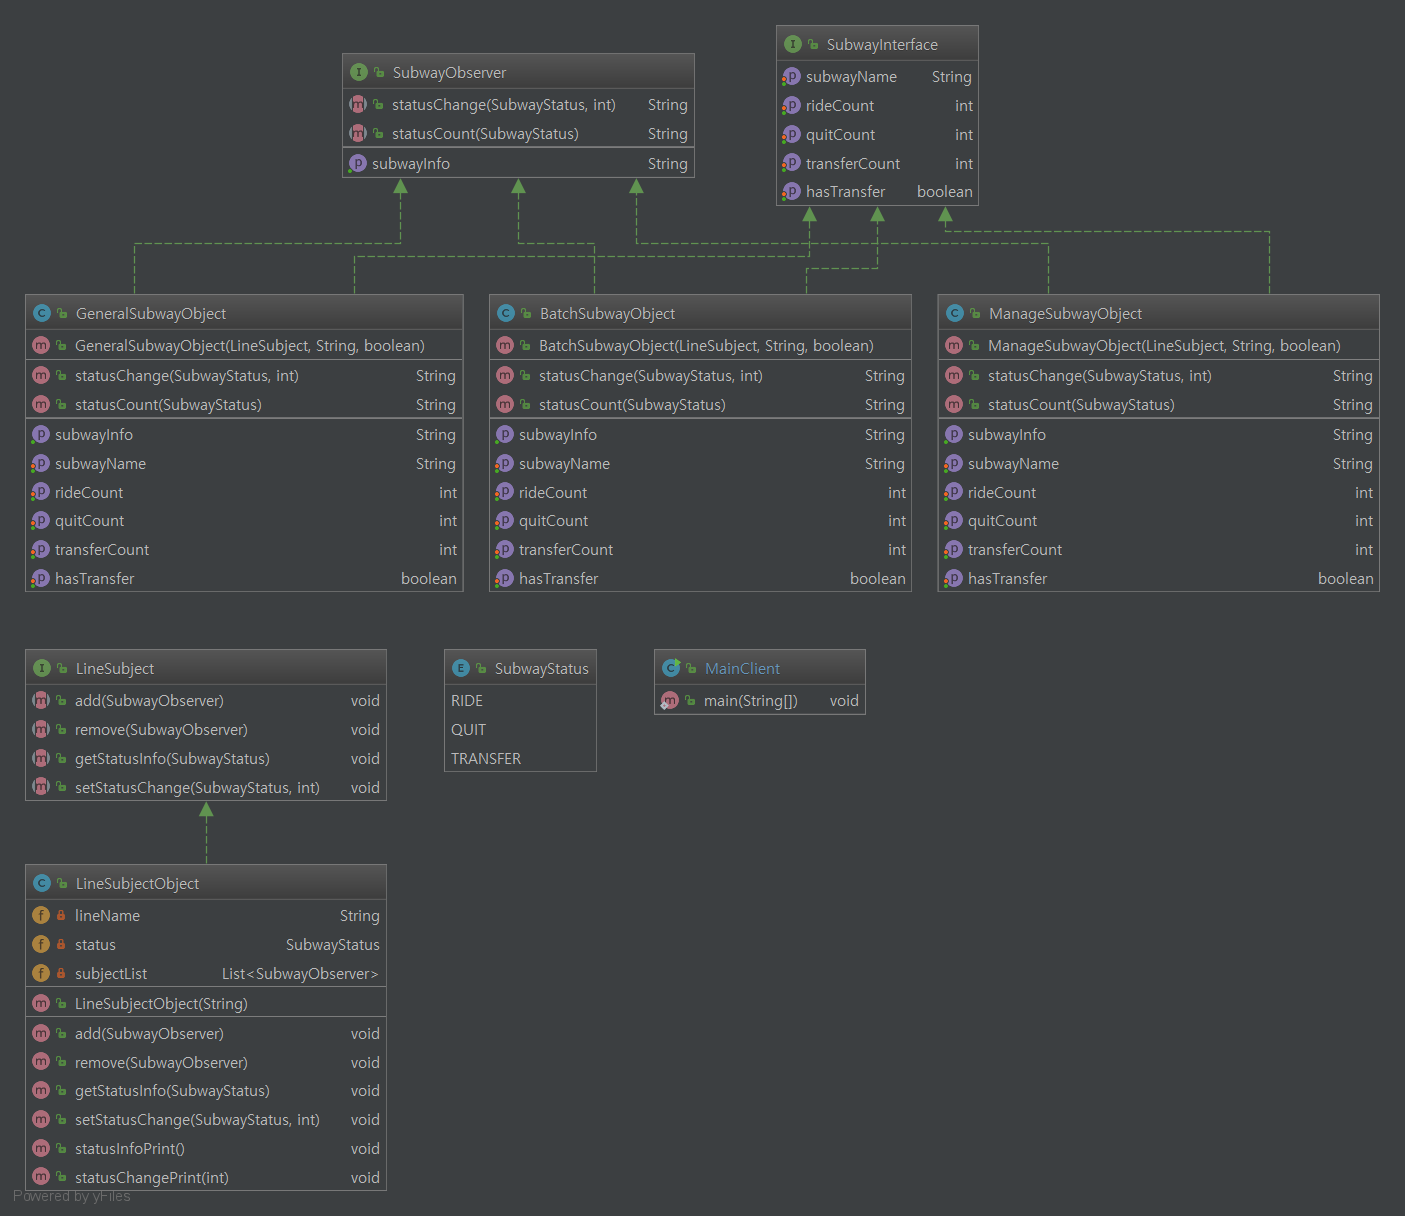 SubwayObserver
statusChange(SubwayStatus, int) String
statusCount(SubwayStatus) String
subwayInfo String
SubwayInterface
subwayName String
rideCount int
quitCount int
transferCount int
hasTransfer boolean
GeneralSubwayObject
GeneralSubwayObject(LineSubject, String, boolean)
statusChange(SubwayStatus, int) String
statusCount(SubwayStatus) String
subwayInfo String
subwayName String
rideCount int
quitCount int
transferCount int
hasTransfer boolean
BatchSubwayObject
BatchSubwayObject(LineSubject, String, boolean)
statusChange(SubwayStatus, int) String
statusCount(SubwayStatus) String
subwayInfo String
subwayName String
rideCount int
quitCount int
transferCount int
hasTransfer boolean
ManageSubwayObject
ManageSubwayObject(LineSubject, String, boolean)
statusChange(SubwayStatus, int) String
statusCount(SubwayStatus) String
subwayInfo String
subwayName String
rideCount int
quitCount int
transferCount int
hasTransfer boolean
LineSubject
add(SubwayObserver) void
remove(SubwayObserver) void
getStatusInfo(SubwayStatus) void
setStatusChange(SubwayStatus, int) void
SubwayStatus
RIDE
QUIT
TRANSFER
MainClient
main(String[]) void
LineSubjectObject
lineName String
status SubwayStatus
subjectList List<SubwayObserver>
LineSubjectObject(String)
add(SubwayObserver) void
remove(SubwayObserver) void
getStatusInfo(SubwayStatus) void
setStatusChange(SubwayStatus, int) void
statusInfoPrint() void
statusChangePrint(int) void
Powered by yFiles